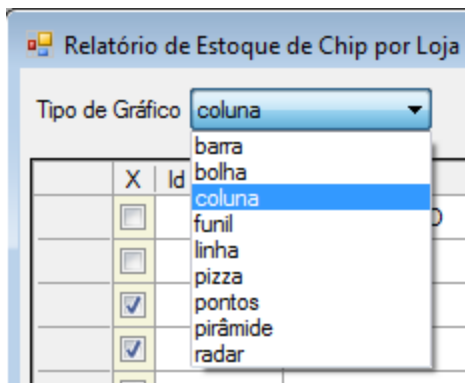 Relatório de Estoque de Chip por Loja
Tipo de Gráfico coluna
X Id
barra
bolha
coluna
funil
linha
pizza
pontos
pirâmide
radar